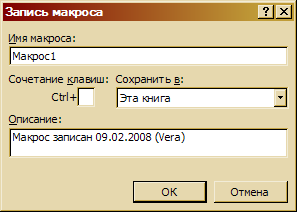 Запись макроса
Имя макроса:
Макрос1
Сочетание клавиш: Сохранить в:
Ctrl+ Эта книга
Описание:
Макрос записан 09.02.2008 (Vera)
ОК Отмена